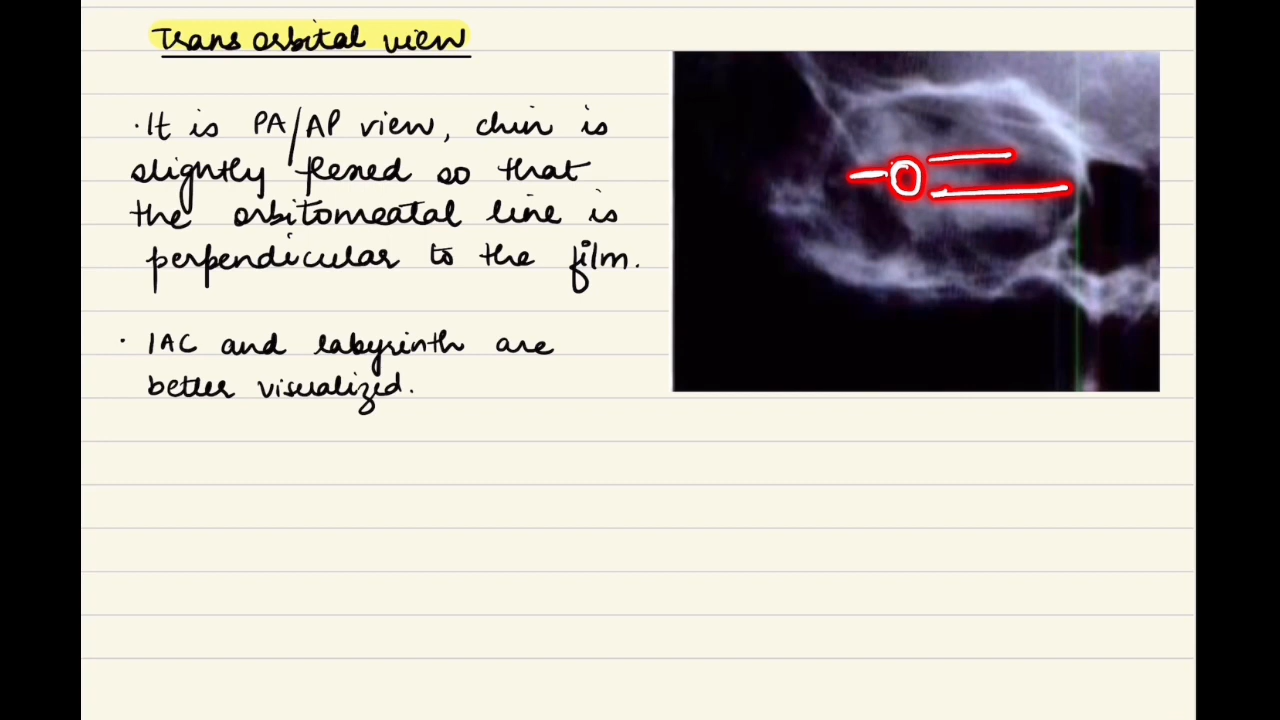 Trans orbital view
· It is PA/AP view, chin is
slightly flexed so that
the orbitomeatal line is
perpendicular to the film.
· IAC and labyrinth are
better visualized.